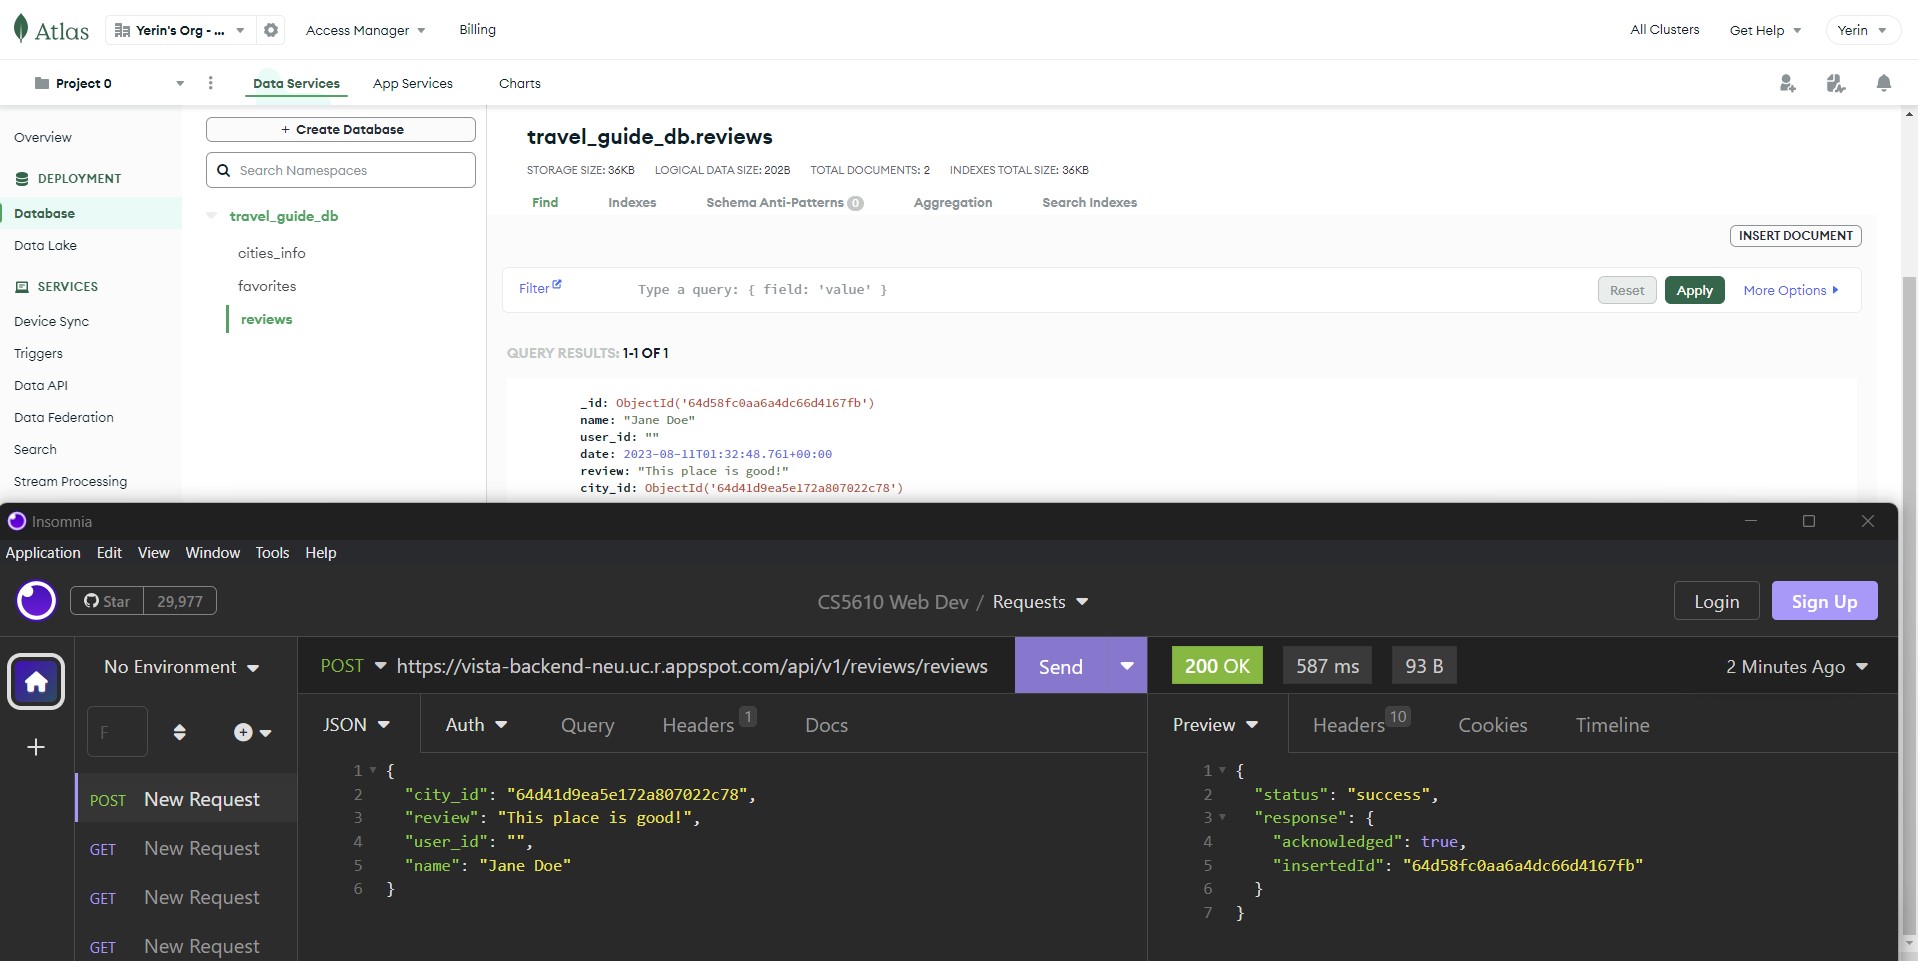 Atlas
Yerin's Org - ...
Access Manager
Billing
All Clusters
Get Help
Yerin
Project 0
Data Services
App Services
Charts
Overview
DEPLOYMENT
Database
Data Lake
SERVICES
Device Sync
Triggers
Data API
Data Federation
Search
Stream Processing
+ Create Database
Search Namespaces
travel_guide_db
cities_info
favorites
reviews
travel_guide_db.reviews
STORAGE SIZE: 36KB LOGICAL DATA SIZE: 202B TOTAL DOCUMENTS: 2 INDEXES TOTAL SIZE: 36KB
Find Indexes Schema Anti-Patterns 0 Aggregation Search Indexes
INSERT DOCUMENT
Filter Type a query: { field: 'value' } Reset Apply More Options
QUERY RESULTS: 1-1 OF 1
_id: ObjectId('64d58fc0aa6a4dc66d4167fb')
name: "Jane Doe"
user_id: ""
date: 2023-08-11T01:32:48.761+00:00
review: "This place is good!"
city_id: ObjectId('64d41d9ea5e172a807022c78')
Insomnia
Application Edit View Window Tools Help
Star 29,977
CS5610 Web Dev / Requests
Login
Sign Up
No Environment
F
POST New Request
GET New Request
GET New Request
GET New Request
POST https://vista-backend-neu.uc.r.appspot.com/api/v1/reviews/reviews Send
JSON Auth Query Headers 1 Docs
1 {
2 "city_id": "64d41d9ea5e172a807022c78",
3 "review": "This place is good!",
4 "user_id": "",
5 "name": "Jane Doe"
6 }
200 OK 587 ms 93 B 2 Minutes Ago
Preview Headers 10 Cookies Timeline
1 {
2 "status": "success",
3 "response": {
4 "acknowledged": true,
5 "insertedId": "64d58fc0aa6a4dc66d4167fb"
6 }
7 }